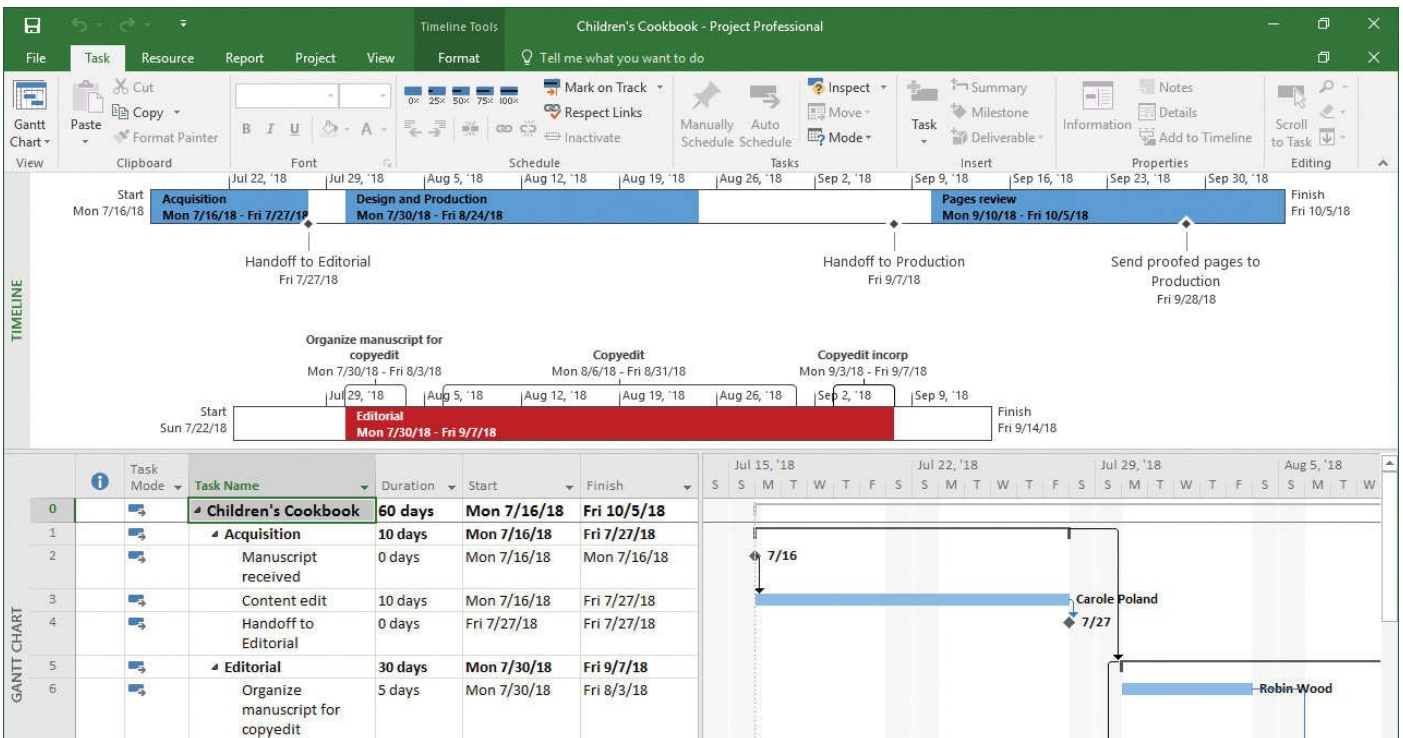 Timeline Tools Children's Cookbook - Project Professional
File Task Resource Report Project View Format Tell me what you want to do
Cut
Copy
Format Painter
Paste
Gantt
Chart
B I U A
0% 25% 50% 75% 100%
Mark on Track
Respect Links
Inactivate
Manually
Schedule
Auto
Schedule
Inspect
Move
Mode
Task
Summary
Milestone
Deliverable
Information
Notes
Details
Add to Timeline
Scroll
to Task
View Clipboard Font Schedule Tasks Insert Properties Editing
TIMELINE
Jul 22, '18 Jul 29, '18 Aug 5, '18 Aug 12, '18 Aug 19, '18 Aug 26, '18 Sep 2, '18 Sep 9, '18 Sep 16, '18 Sep 23, '18 Sep 30, '18
Start
Mon 7/16/18
Acquisition
Mon 7/16/18 - Fri 7/27/18
Design and Production
Mon 7/30/18 - Fri 8/24/18
Pages review
Mon 9/10/18 - Fri 10/5/18
Finish
Fri 10/5/18
Handoff to Editorial
Fri 7/27/18
Handoff to Production
Fri 9/7/18
Send proofed pages to
Production
Fri 9/28/18
Organize manuscript for
copyedit
Mon 7/30/18 - Fri 8/3/18
Copyedit
Mon 8/6/18 - Fri 8/31/18
Copyedit incorp
Mon 9/3/18 - Fri 9/7/18
Jul 29, '18 Aug 5, '18 Aug 12, '18 Aug 19, '18 Aug 26, '18 Sep 2, '18 Sep 9, '18
Start
Sun 7/22/18
Editorial
Mon 7/30/18 - Fri 9/7/18
Finish
Fri 9/14/18
GANTT CHART
Task
Mode
Task Name Duration Start Finish
Jul 15, '18 Jul 22, '18 Jul 29, '18 Aug 5, '18
S S M T W T F S S M T W T F S S M T W T F S S M T W
0 Children's Cookbook 60 days Mon 7/16/18 Fri 10/5/18
1 Acquisition 10 days Mon 7/16/18 Fri 7/27/18
2 Manuscript 0 days Mon 7/16/18 Mon 7/16/18 7/16
received
3 Content edit 10 days Mon 7/16/18 Fri 7/27/18 Carole Poland
4 Handoff to 0 days Fri 7/27/18 Fri 7/27/18 7/27
Editorial
5 Editorial 30 days Mon 7/30/18 Fri 9/7/18
6 Organize 5 days Mon 7/30/18 Fri 8/3/18 Robin Wood
manuscript for
copyedit